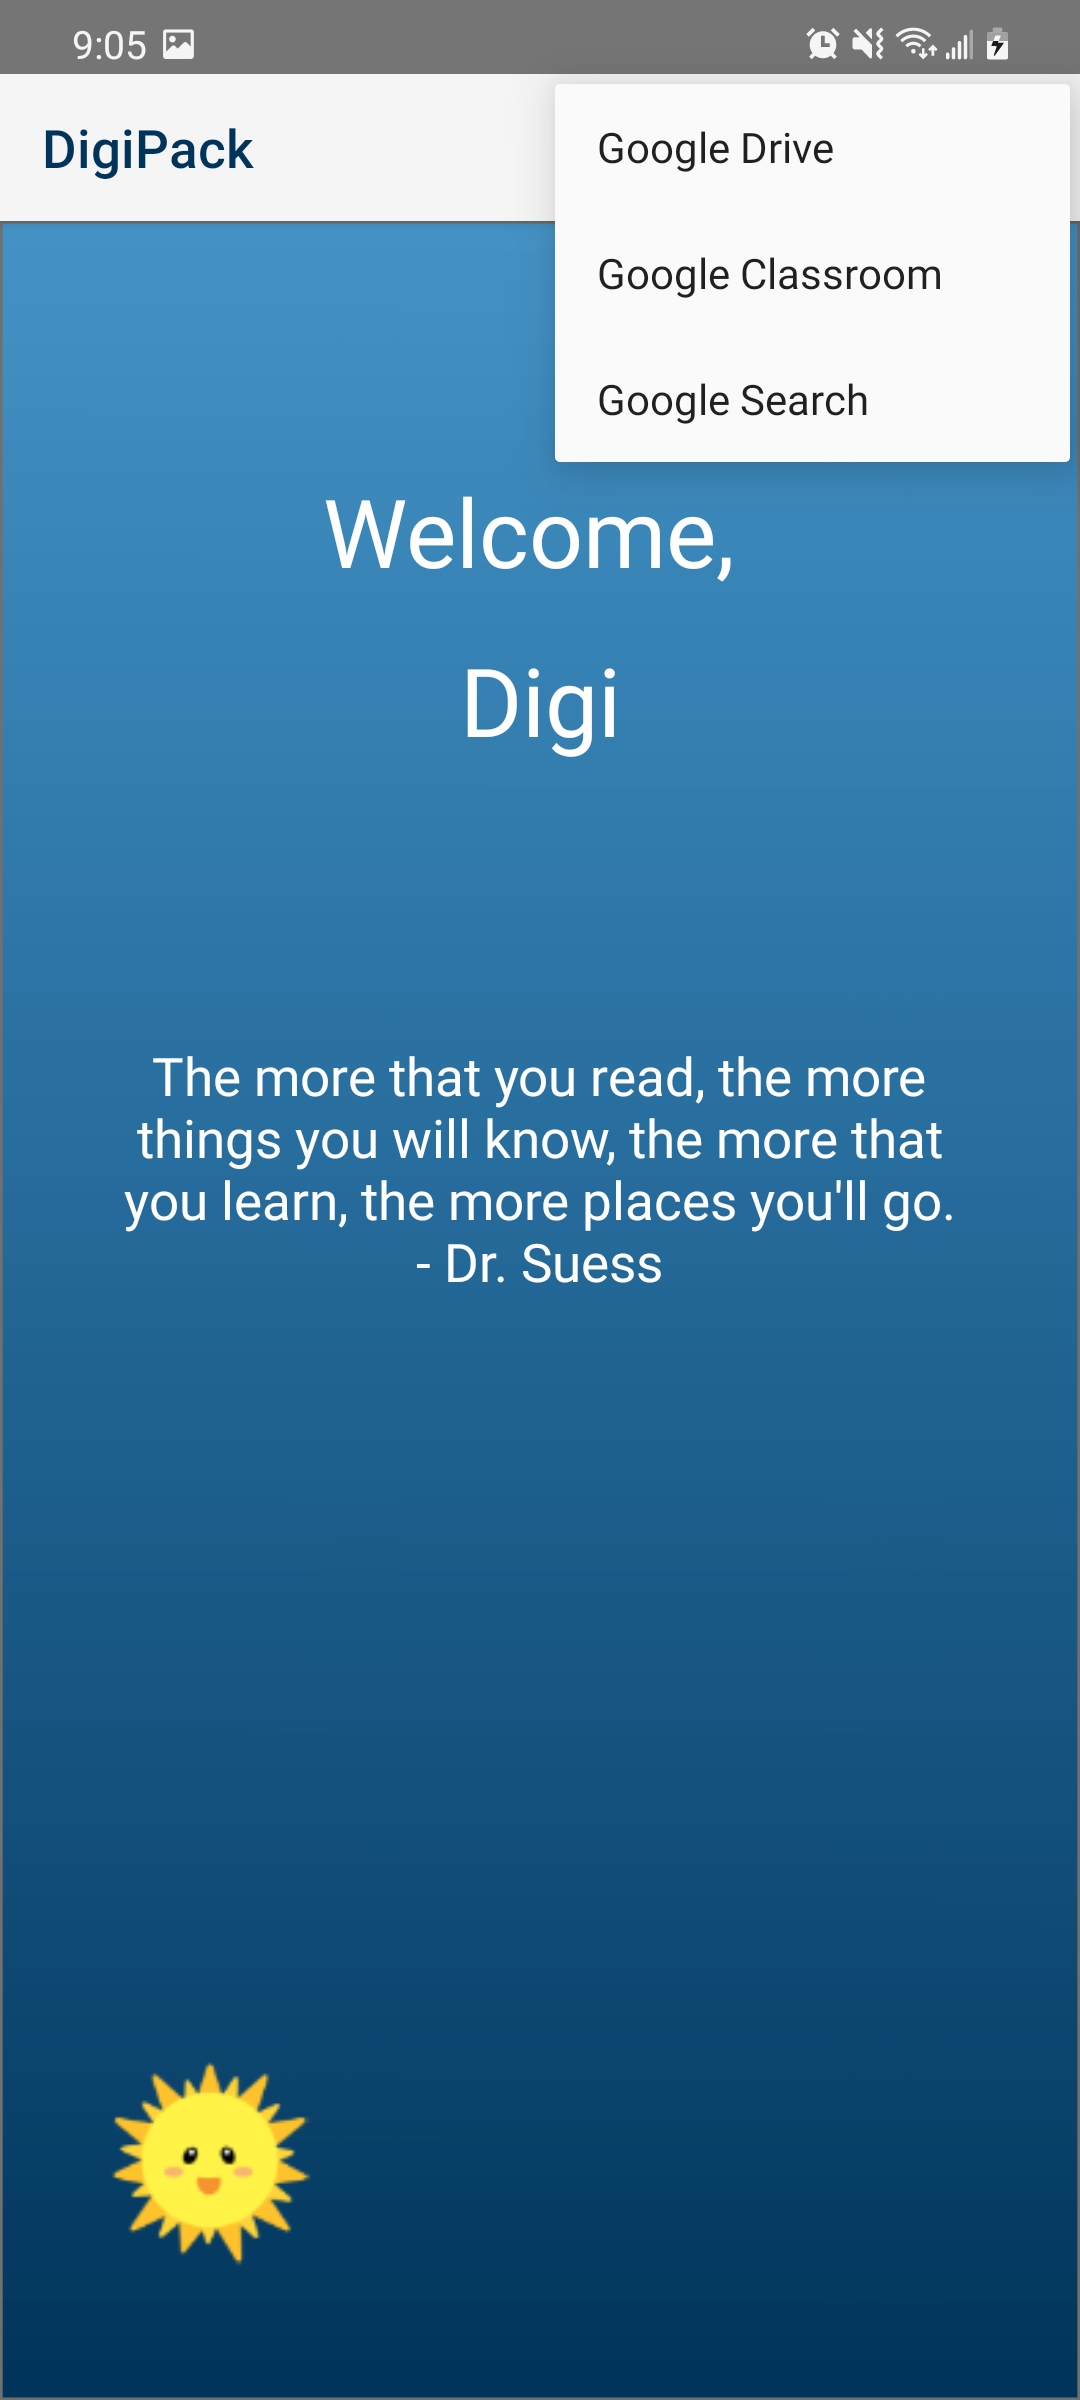 9:05
DigiPack
Google Drive
Google Classroom
Google Search
Welcome,
Digi
The more that you read, the more
things you will know, the more that
you learn, the more places you'll go.
- Dr. Suess